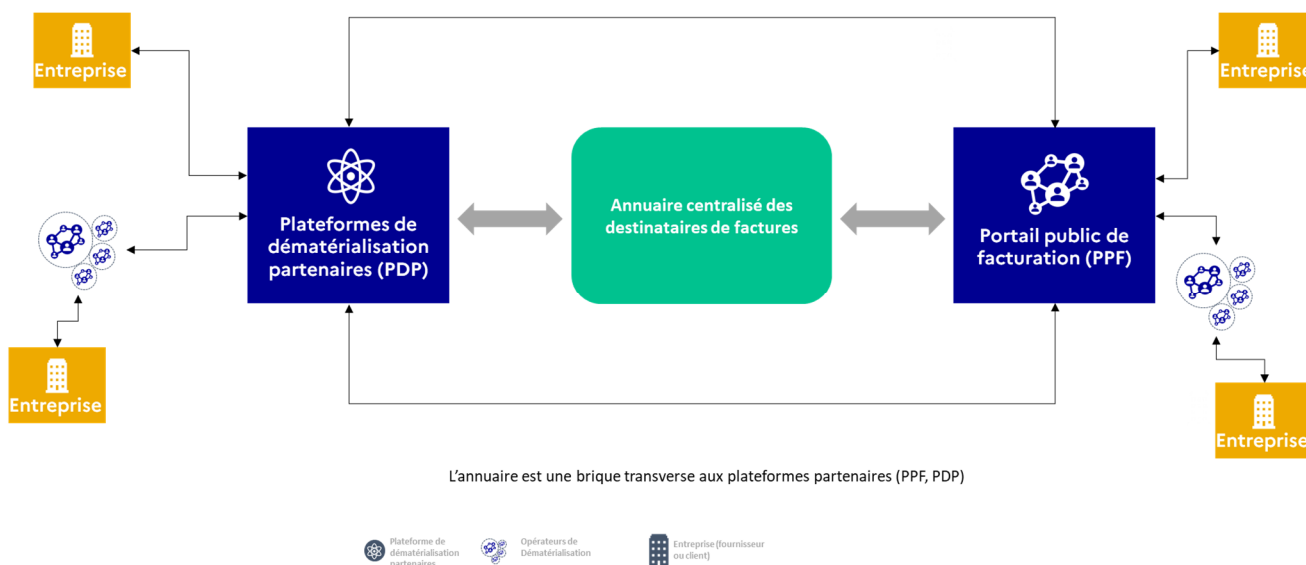 Entreprise
Entreprise
Plateformes de
dématérialisation
partenaires (PDP)
Annuaire centralisé des
destinataires de factures
Portail public de
facturation (PPF)
Entreprise
Entreprise
L'annuaire est une brique transverse aux plateformes partenaires (PPF, PDP)
Plateforme de
dématérialisation
partenaires
Opérateurs de
Dématérialisation
Entreprise (fournisseur
ou client)